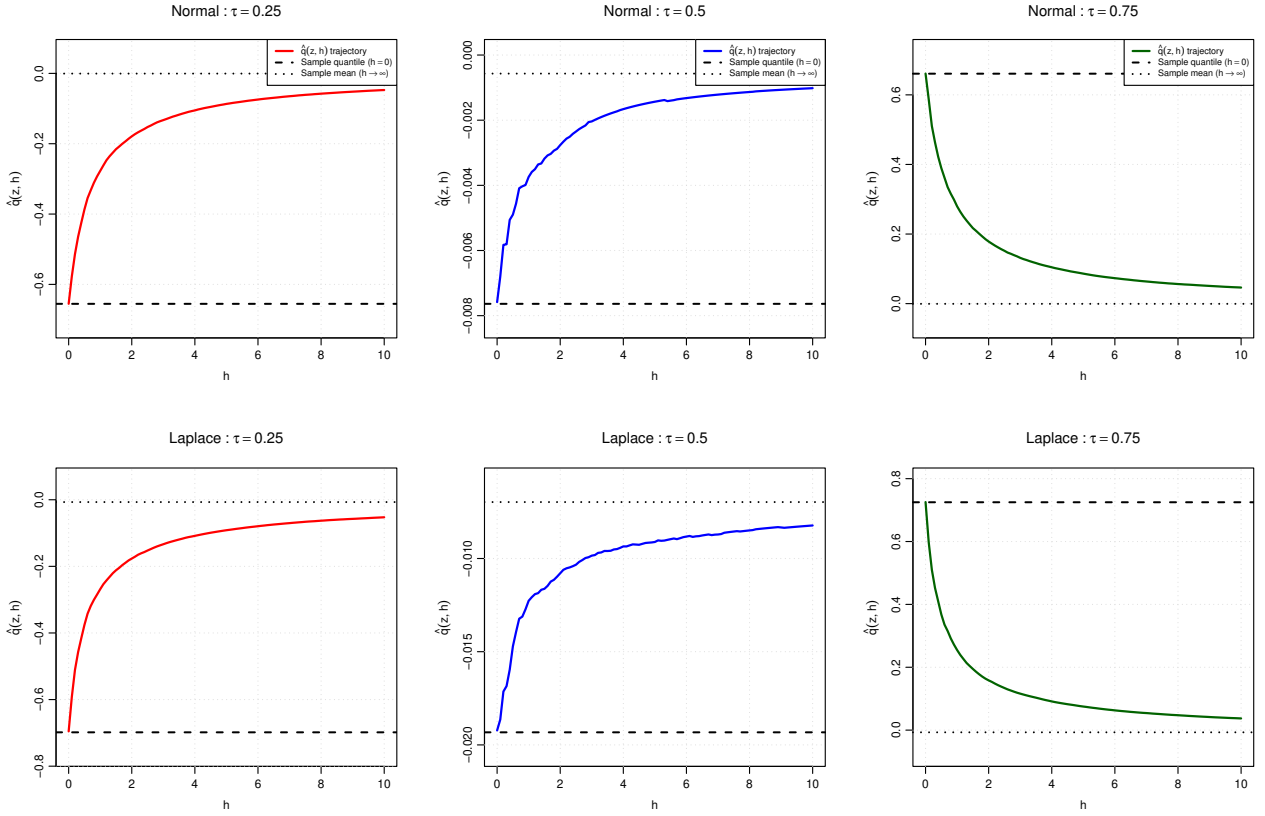 Normal : τ = 0.25
0.0
−0.2
−0.4
−0.6
q̂(z, h)
q̂(z, h) trajectory
Sample quantile (h = 0)
Sample mean (h → ∞)
0 2 4 6 8 10
h
Normal : τ = 0.5
0.000
−0.002
−0.004
−0.006
−0.008
q̂(z, h)
q̂(z, h) trajectory
Sample quantile (h = 0)
Sample mean (h → ∞)
0 2 4 6 8 10
h
Normal : τ = 0.75
0.6
0.4
0.2
0.0
q̂(z, h)
q̂(z, h) trajectory
Sample quantile (h = 0)
Sample mean (h → ∞)
0 2 4 6 8 10
h
Laplace : τ = 0.25
0.0
−0.2
−0.4
−0.6
−0.8
q̂(z, h)
0 2 4 6 8 10
h
Laplace : τ = 0.5
−0.010
−0.015
−0.020
q̂(z, h)
0 2 4 6 8 10
h
Laplace : τ = 0.75
0.8
0.6
0.4
0.2
0.0
q̂(z, h)
0 2 4 6 8 10
h